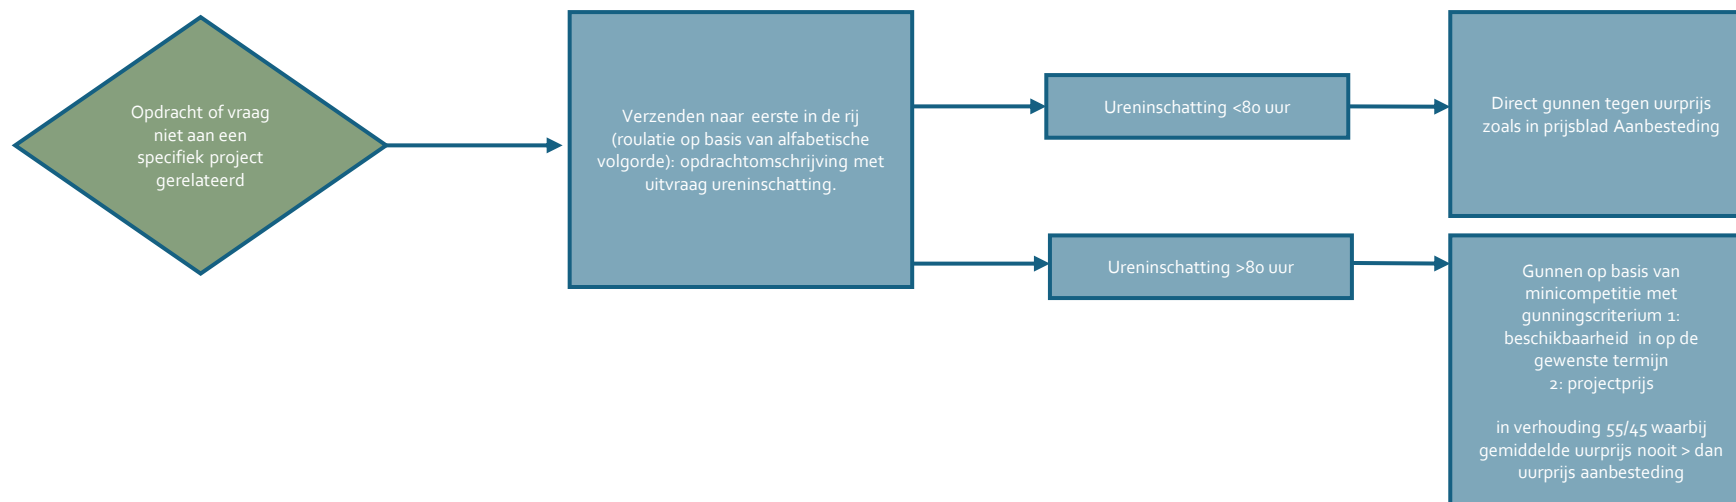 Opdracht of vraag
niet aan een
specifiek project
gerelateerd
Verzenden naar eerste in de rij
(roulatie op basis van alfabetische
volgorde): opdrachtomschrijving met
uitvraag ureninschatting.
Ureninschatting <80 uur
Direct gunnen tegen uurprijs
zoals in prijsblad Aanbesteding
Ureninschatting >80 uur
Gunnen op basis van
minicompetitie met
gunningscriterium 1:
beschikbaarheid in op de
gewenste termijn
2: projectprijs
in verhouding 55/45 waarbij
gemiddelde uurprijs nooit > dan
uurprijs aanbesteding